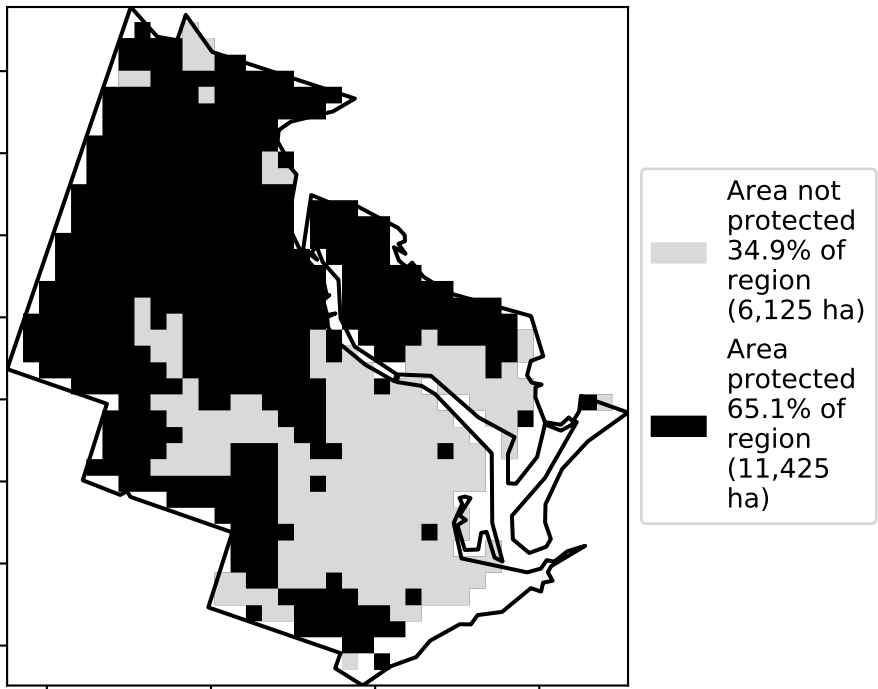 Area not
protected
34.9% of
region
(6,125 ha)
Area
protected
65.1% of
region
(11,425
ha)